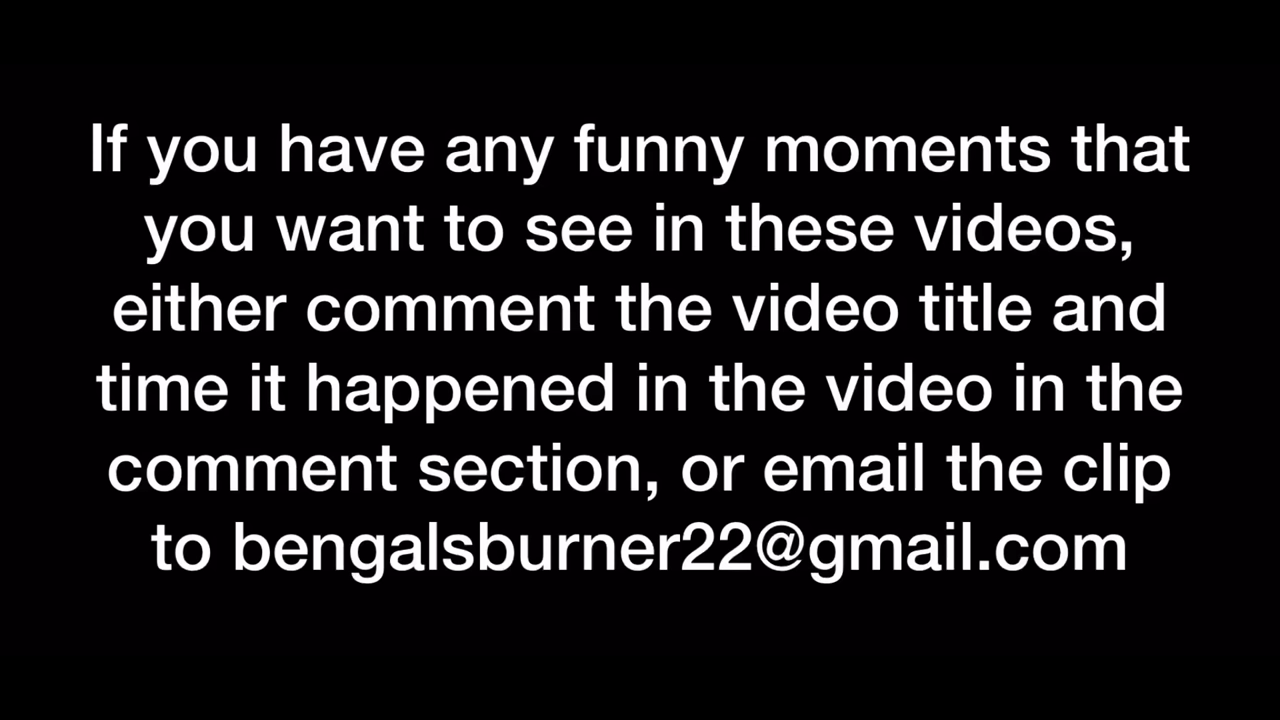 If you have any funny moments that
you want to see in these videos,
either comment the video title and
time it happened in the video in the
comment section, or email the clip
to bengalsburner22@gmail.com